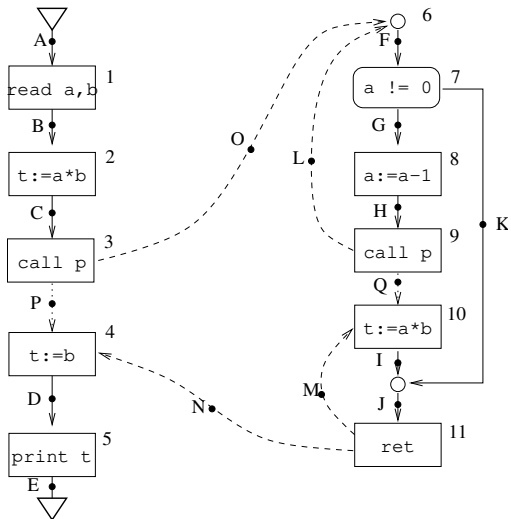 A
1
read a,b
B
2
t:=a*b
C
3
call p
P
4
t:=b
D
5
print t
E
O
L
N
M
6
F
7
a != 0
G
8
a:=a-1
H
9
call p
Q
10
t:=a*b
I
J
11
ret
K